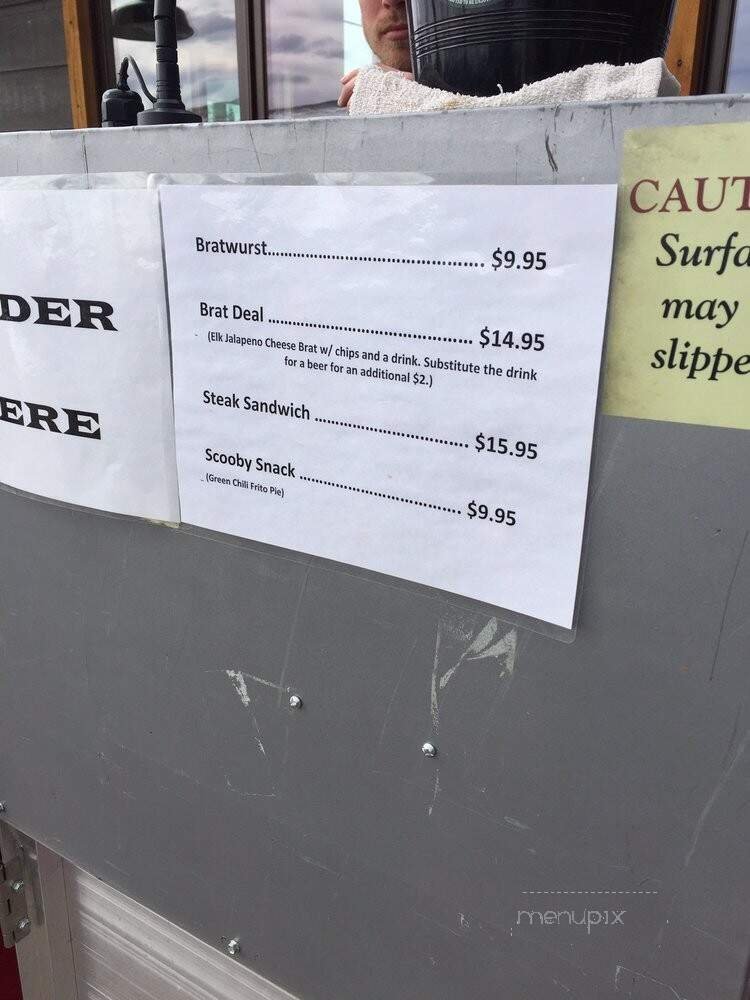 DER
ERE
Bratwurst.................................................. $9.95
Brat Deal ................................................ $14.95
(Elk Jalapeno Cheese Brat w/ chips and a drink. Substitute the drink
for a beer for an additional $2.)
Steak Sandwich .................................... $15.95
Scooby Snack ...................................... $9.95
(Green Chili Frito Pie)
CAUT
Surfa
may
slippe
menupix